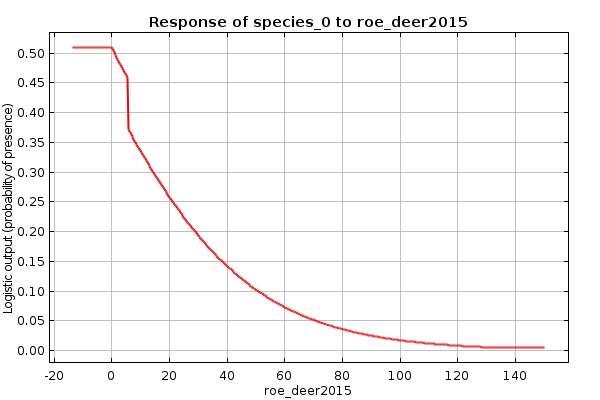 Response of species_0 to roe_deer2015
Logistic output (probability of presence)
0.50
0.45
0.40
0.35
0.30
0.25
0.20
0.15
0.10
0.05
0.00
-20 0 20 40 60 80 100 120 140
roe_deer2015